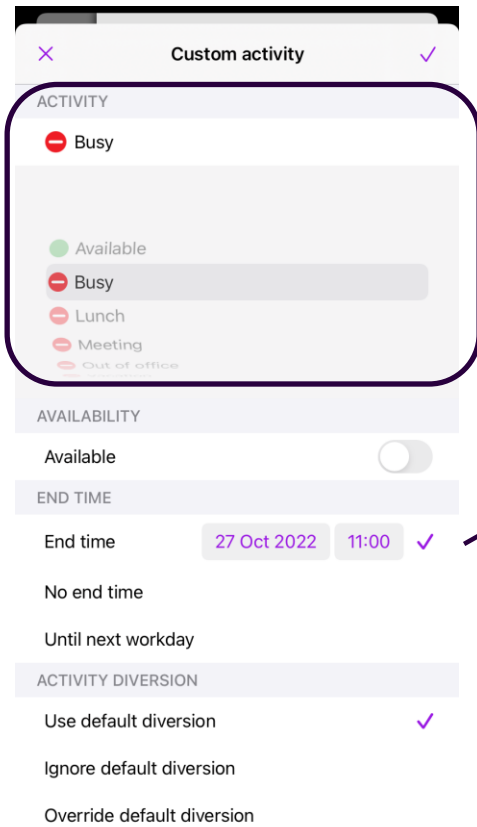 Custom activity
ACTIVITY
Busy
Available
Busy
Lunch
Meeting
Out of office
AVAILABILITY
Available
END TIME
End time 27 Oct 2022 11:00
No end time
Until next workday
ACTIVITY DIVERSION
Use default diversion
Ignore default diversion
Override default diversion